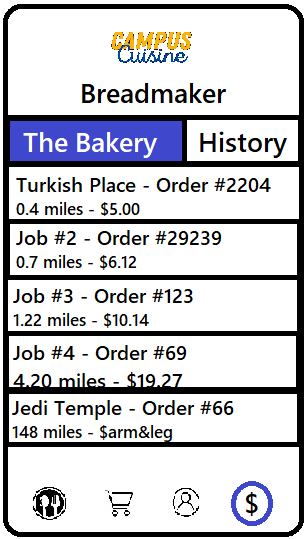 CAMPUS
Cuisine
Breadmaker
The Bakery
History
Turkish Place - Order #2204
0.4 miles - $5.00
Job #2 - Order #29239
0.7 miles - $6.12
Job #3 - Order #123
1.22 miles - $10.14
Job #4 - Order #69
4.20 miles - $19.27
Jedi Temple - Order #66
148 miles - $arm&leg
$